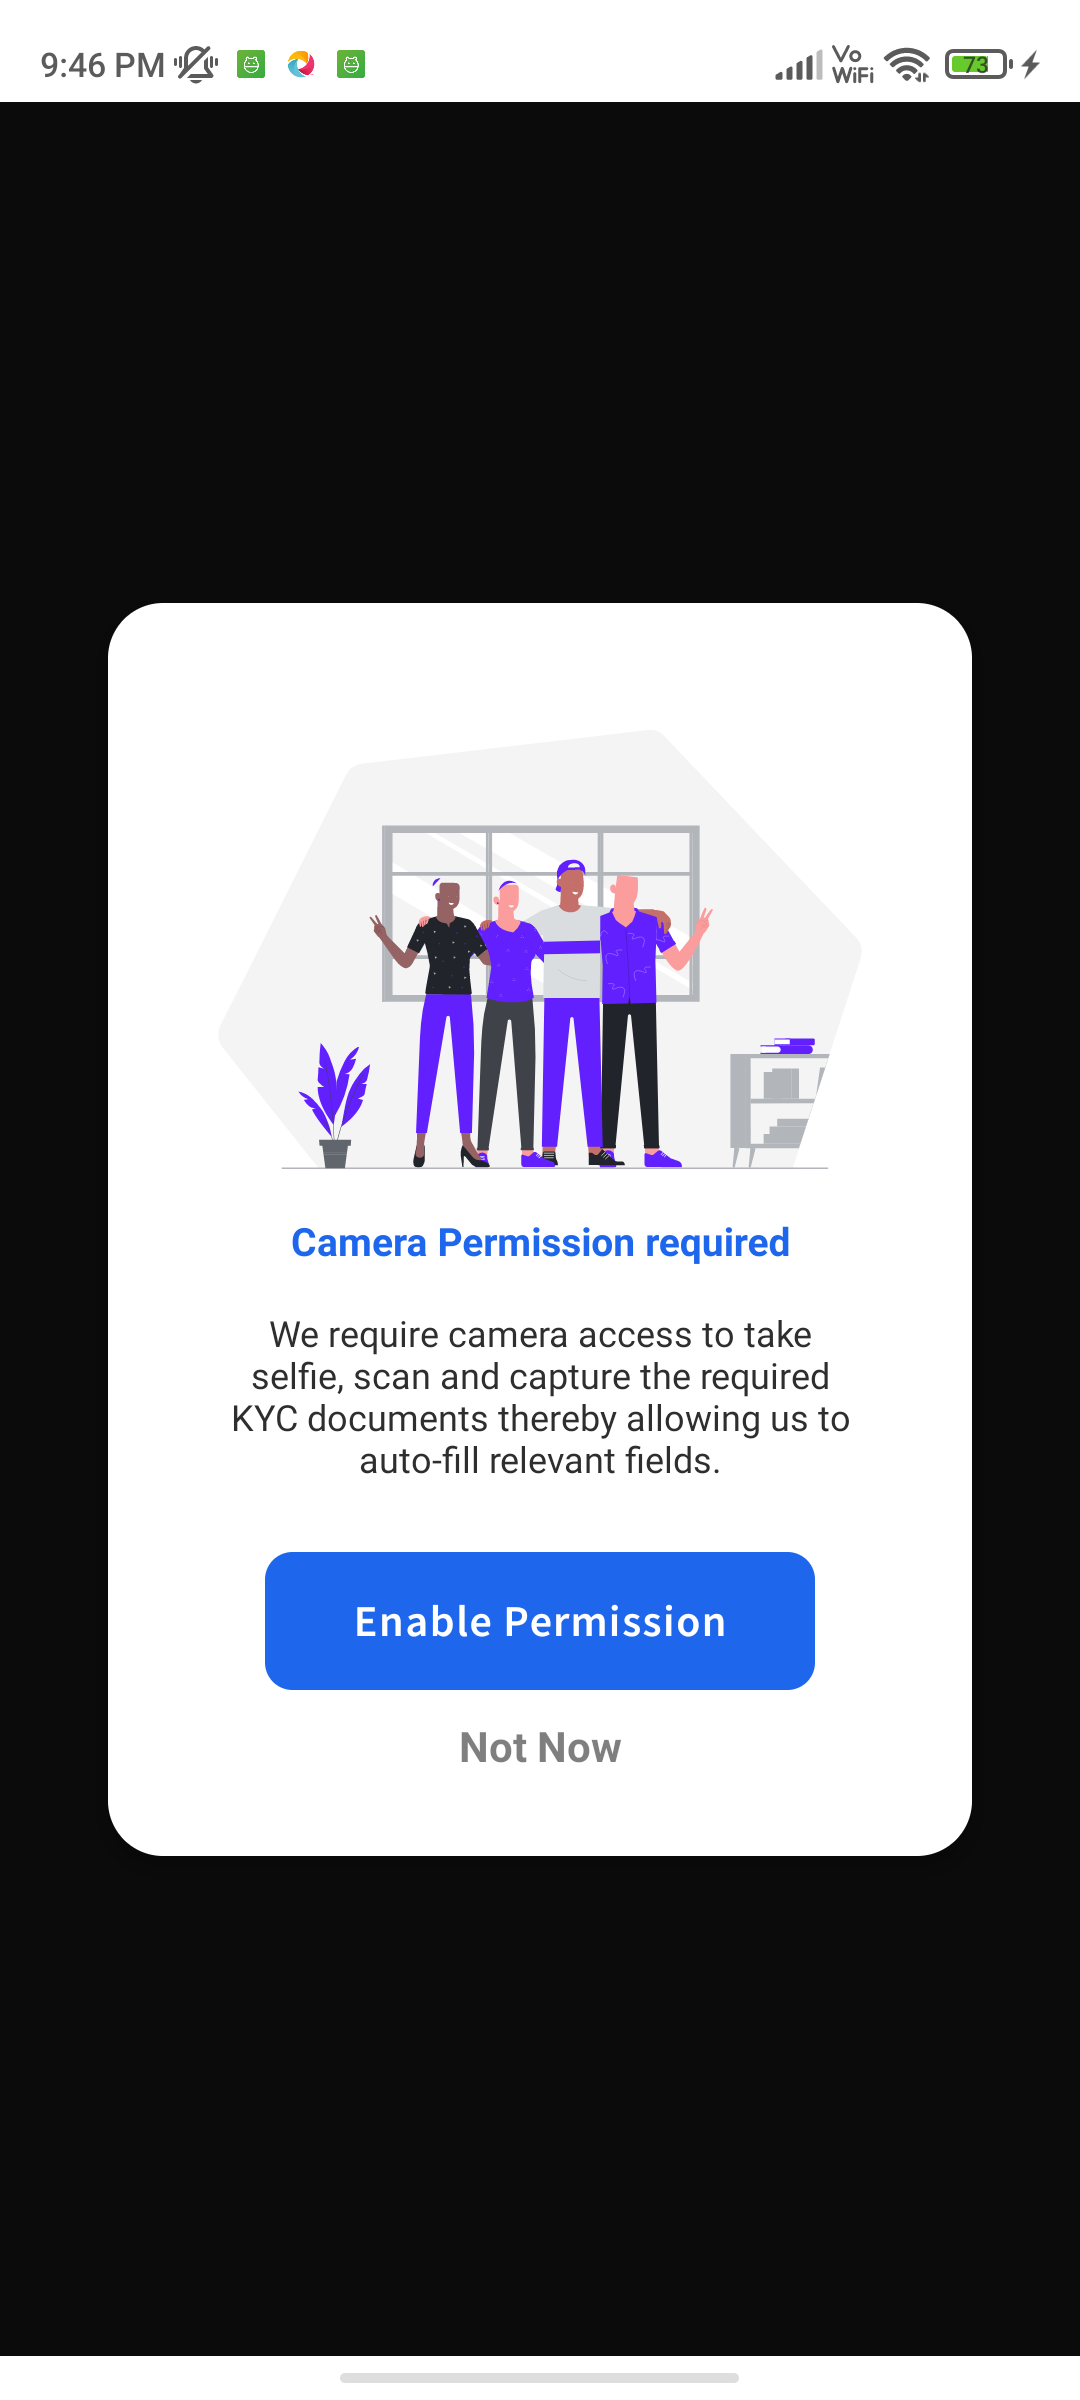 9:46 PM
Vo
WiFi
73
Camera Permission required
We require camera access to take
selfie, scan and capture the required
KYC documents thereby allowing us to
auto-fill relevant fields.
Enable Permission
Not Now